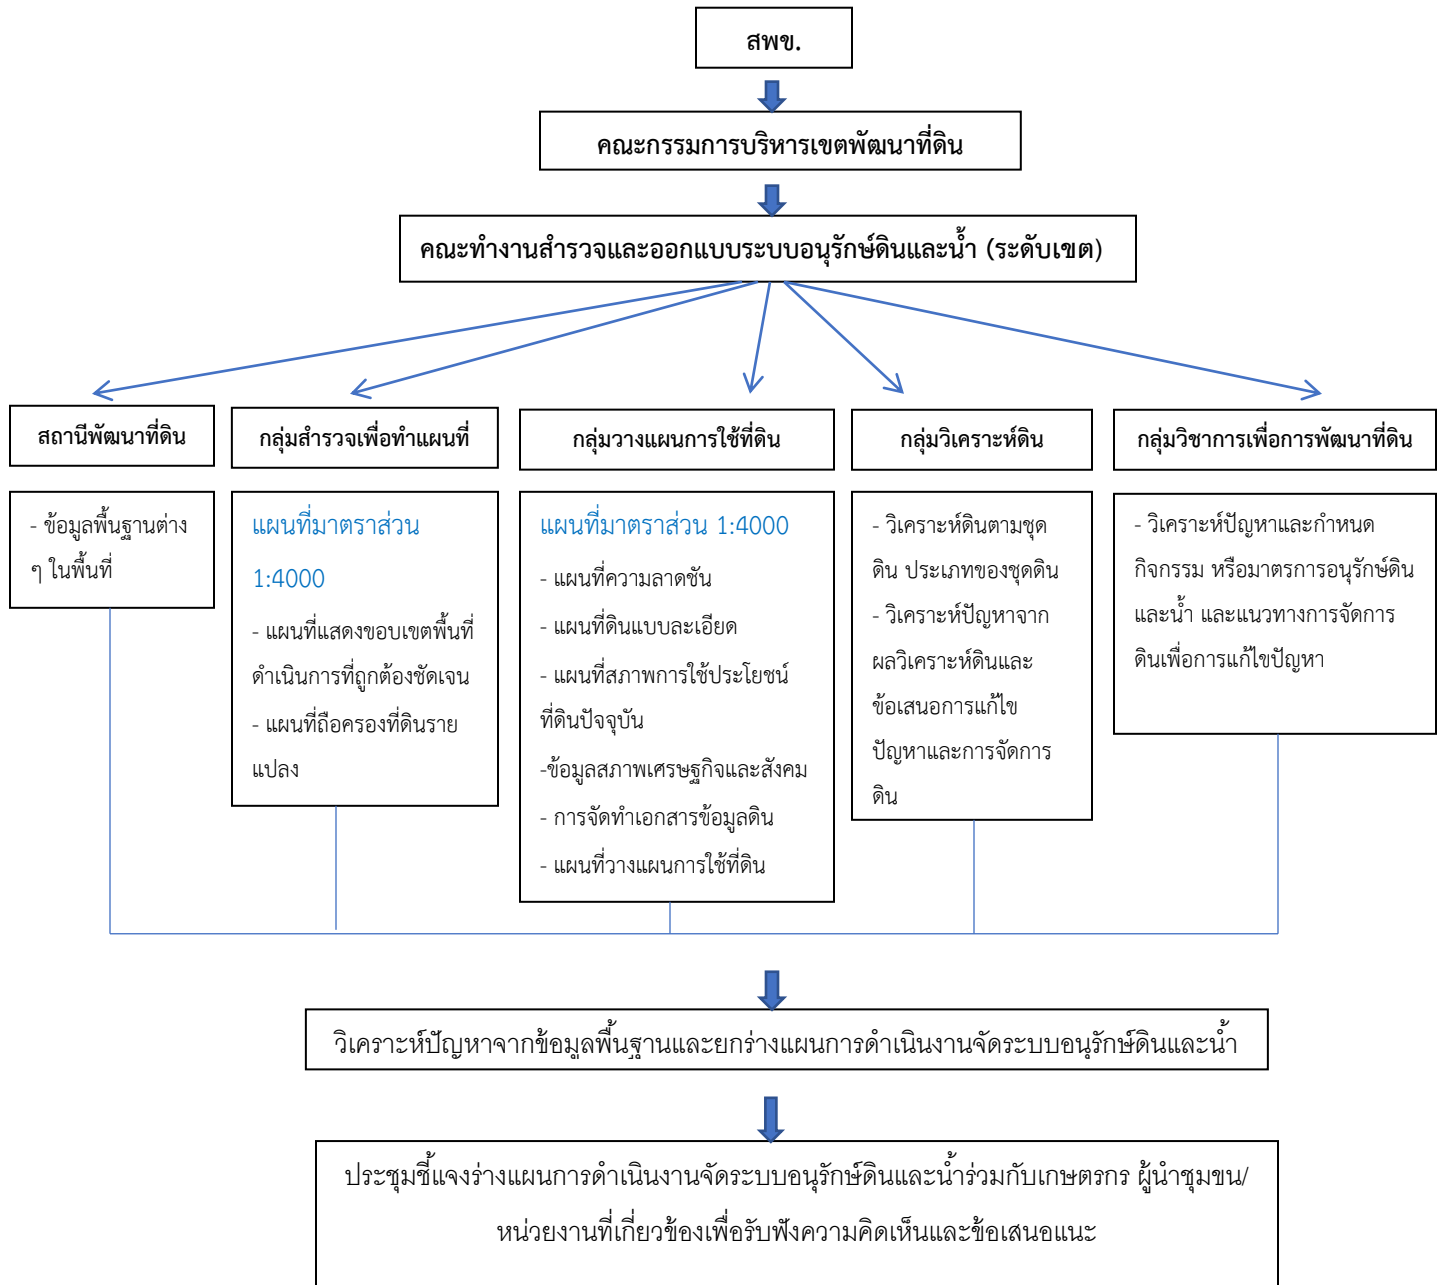 สพข.
คณะกรรมการบริหารเขตพัฒนาที่ดิน
คณะทำงานสำรวจและออกแบบระบบอนุรักษ์ดินและน้ำ (ระดับเขต)
สถานีพัฒนาที่ดิน
- ข้อมูลพื้นฐานต่าง
ๆ ในพื้นที่
กลุ่มสำรวจเพื่อทำแผนที่
แผนที่มาตราส่วน
1:4000
- แผนที่แสดงขอบเขตพื้นที่
ดำเนินการที่ถูกต้องชัดเจน
- แผนที่ถือครองที่ดินราย
แปลง
กลุ่มวางแผนการใช้ที่ดิน
แผนที่มาตราส่วน 1:4000
- แผนที่ความลาดชัน
- แผนที่ดินแบบละเอียด
- แผนที่สภาพการใช้ประโยชน์
ที่ดินปัจจุบัน
-ข้อมูลสภาพเศรษฐกิจและสังคม
- การจัดทำเอกสารข้อมูลดิน
- แผนที่วางแผนการใช้ที่ดิน
กลุ่มวิเคราะห์ดิน
- วิเคราะห์ดินตามชุด
ดิน ประเภทของชุดดิน
- วิเคราะห์ปัญหาจาก
ผลวิเคราะห์ดินและ
ข้อเสนอการแก้ไข
ปัญหาและการจัดการ
ดิน
กลุ่มวิชาการเพื่อการพัฒนาที่ดิน
- วิเคราะห์ปัญหาและกำหนด
กิจกรรม หรือมาตรการอนุรักษ์ดิน
และน้ำ และแนวทางการจัดการ
ดินเพื่อการแก้ไขปัญหา
วิเคราะห์ปัญหาจากข้อมูลพื้นฐานและยกร่างแผนการดำเนินงานจัดระบบอนุรักษ์ดินและน้ำ
ประชุมชี้แจงร่างแผนการดำเนินงานจัดระบบอนุรักษ์ดินและน้ำร่วมกับเกษตรกร ผู้นำชุมชน/
หน่วยงานที่เกี่ยวข้องเพื่อรับฟังความคิดเห็นและข้อเสนอแนะ